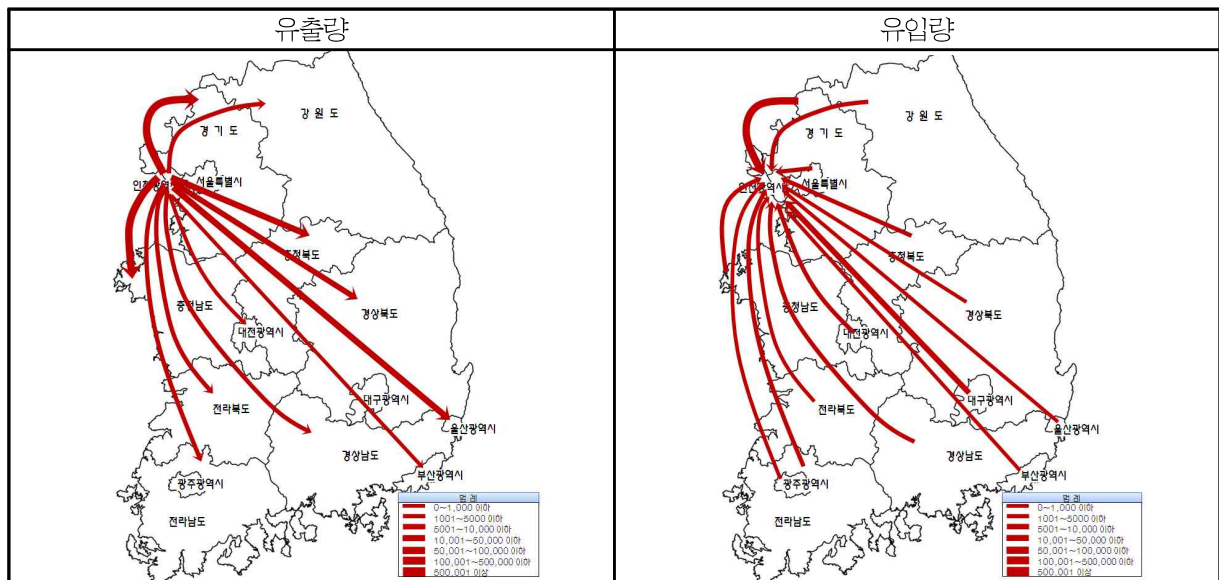 유출량
유입량
강 원 도
경 기 도
서울특별시
인천광역시
충청북도
충청남도
경상북도
대전광역시
전라북도
대구광역시
울산광역시
경상남도
부산광역시
광주광역시
전라남도
범 례
0~1,000 이하
1001~5000 이하
5001~10,000 이하
10,001~50,000 이하
50,001~100,000 이하
100,001~500,000 이하
500,001 이상
강 원 도
경 기 도
서울특별시
인천광역시
충청북도
충청남도
경상북도
대전광역시
전라북도
대구광역시
울산광역시
경상남도
부산광역시
광주광역시
전라남도
범 례
0~1,000 이하
1001~5000 이하
5001~10,000 이하
10,001~50,000 이하
50,001~100,000 이하
100,001~500,000 이하
500,001 이상